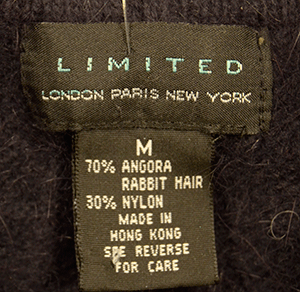 LIMITED
LONDON PARIS NEW YORK
M
70% ANGORA
RABBIT HAIR
30% NYLON
MADE IN
HONG KONG
SEE REVERSE
FOR CARE